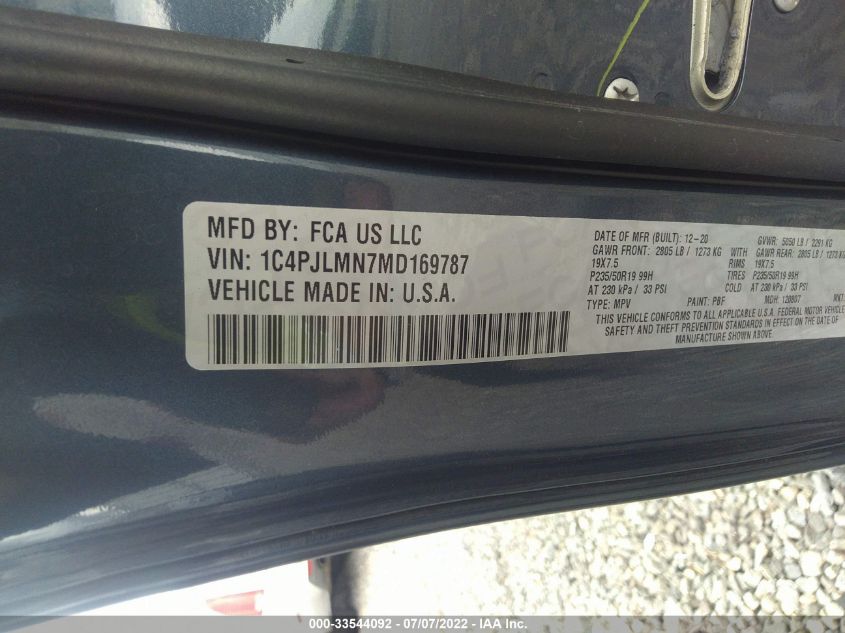 MFD BY: FCA US LLC
VIN: 1C4PJLMN7MD169787
VEHICLE MADE IN: U.S.A.
DATE OF MFR (BUILT): 12-20 GVWR: 5050 LB / 2291 KG
GAWR FRONT: 2805 LB / 1273 KG WITH GAWR REAR: 2805 LB / 1273 KG
19X7.5 RIMS 19X7.5
P235/50R19 99H TIRES P235/50R19 99H
AT 230 kPa / 33 PSI COLD AT 230 kPa / 33 PSI
TYPE: MPV PAINT: PBF MDH: 120807
THIS VEHICLE CONFORMS TO ALL APPLICABLE U.S.A. FEDERAL MOTOR VEHICLE
SAFETY AND THEFT PREVENTION STANDARDS IN EFFECT ON THE DATE OF
MANUFACTURE SHOWN ABOVE.
000-33544092 - 07/07/2022 - IAAI.com